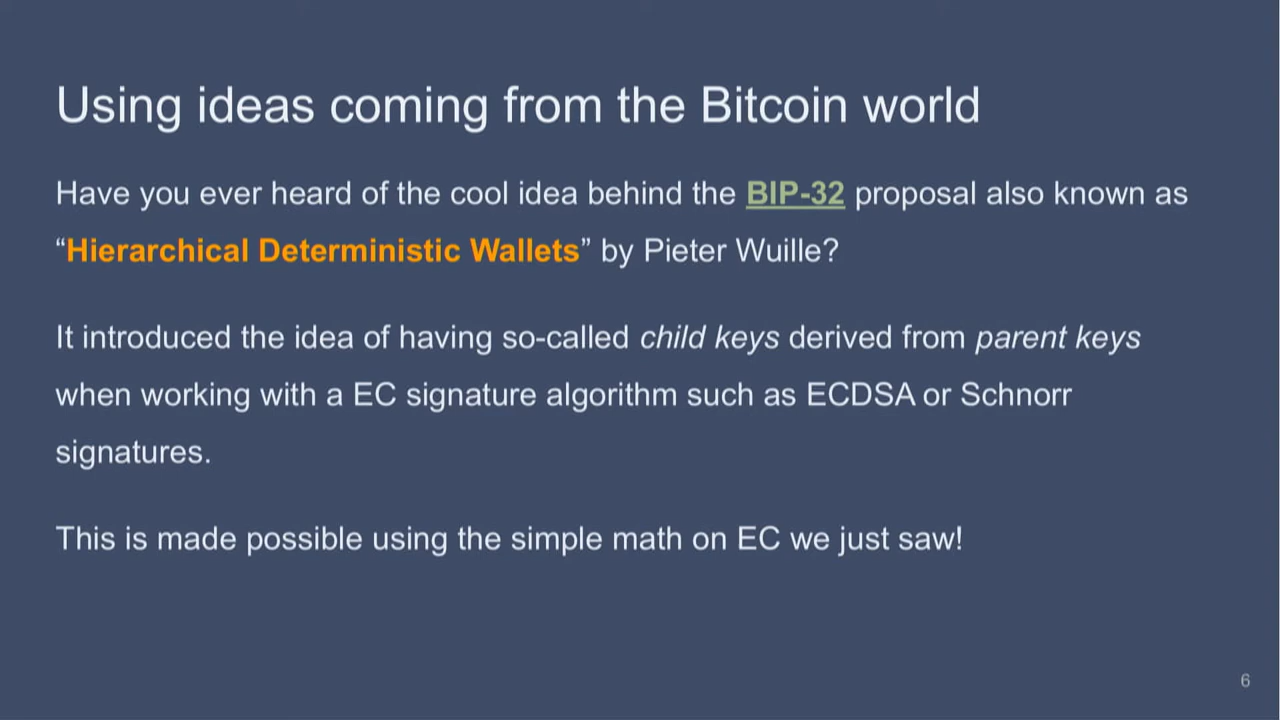 Using ideas coming from the Bitcoin world
Have you ever heard of the cool idea behind the BIP-32 proposal also known as
“Hierarchical Deterministic Wallets” by Pieter Wuille?
It introduced the idea of having so-called child keys derived from parent keys
when working with a EC signature algorithm such as ECDSA or Schnorr
signatures.
This is made possible using the simple math on EC we just saw!
6